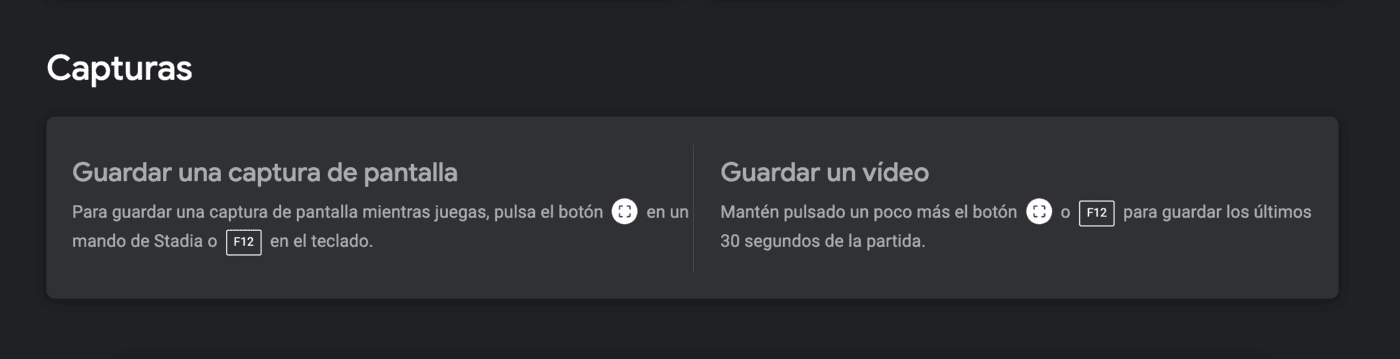 Capturas
Guardar una captura de pantalla
Para guardar una captura de pantalla mientras juegas, pulsa el botón en un
mando de Stadia o F12 en el teclado.
Guardar un vídeo
Mantén pulsado un poco más el botón o F12 para guardar los últimos
30 segundos de la partida.